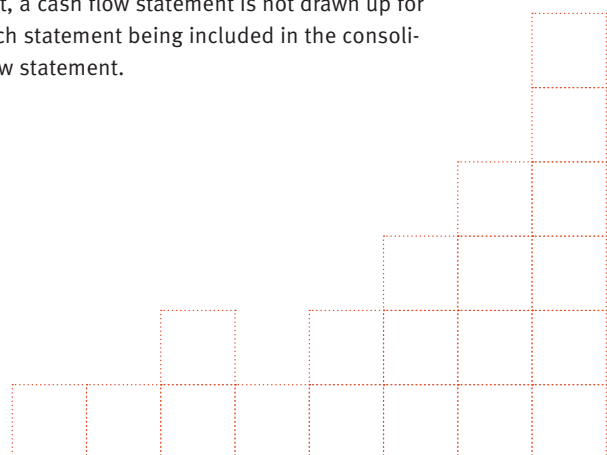 t, a cash flow statement is not drawn up for
ch statement being included in the consoli-
w statement.